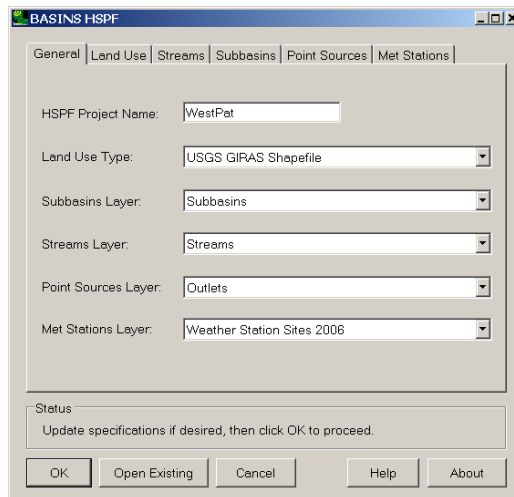 BASINS HSPF
General Land Use Streams Subbasins Point Sources Met Stations
HSPF Project Name: WestPat
Land Use Type: USGS GIRAS Shapefile
Subbasins Layer: Subbasins
Streams Layer: Streams
Point Sources Layer: Outlets
Met Stations Layer: Weather Station Sites 2006
Status
Update specifications if desired, then click OK to proceed.
OK Open Existing Cancel Help About